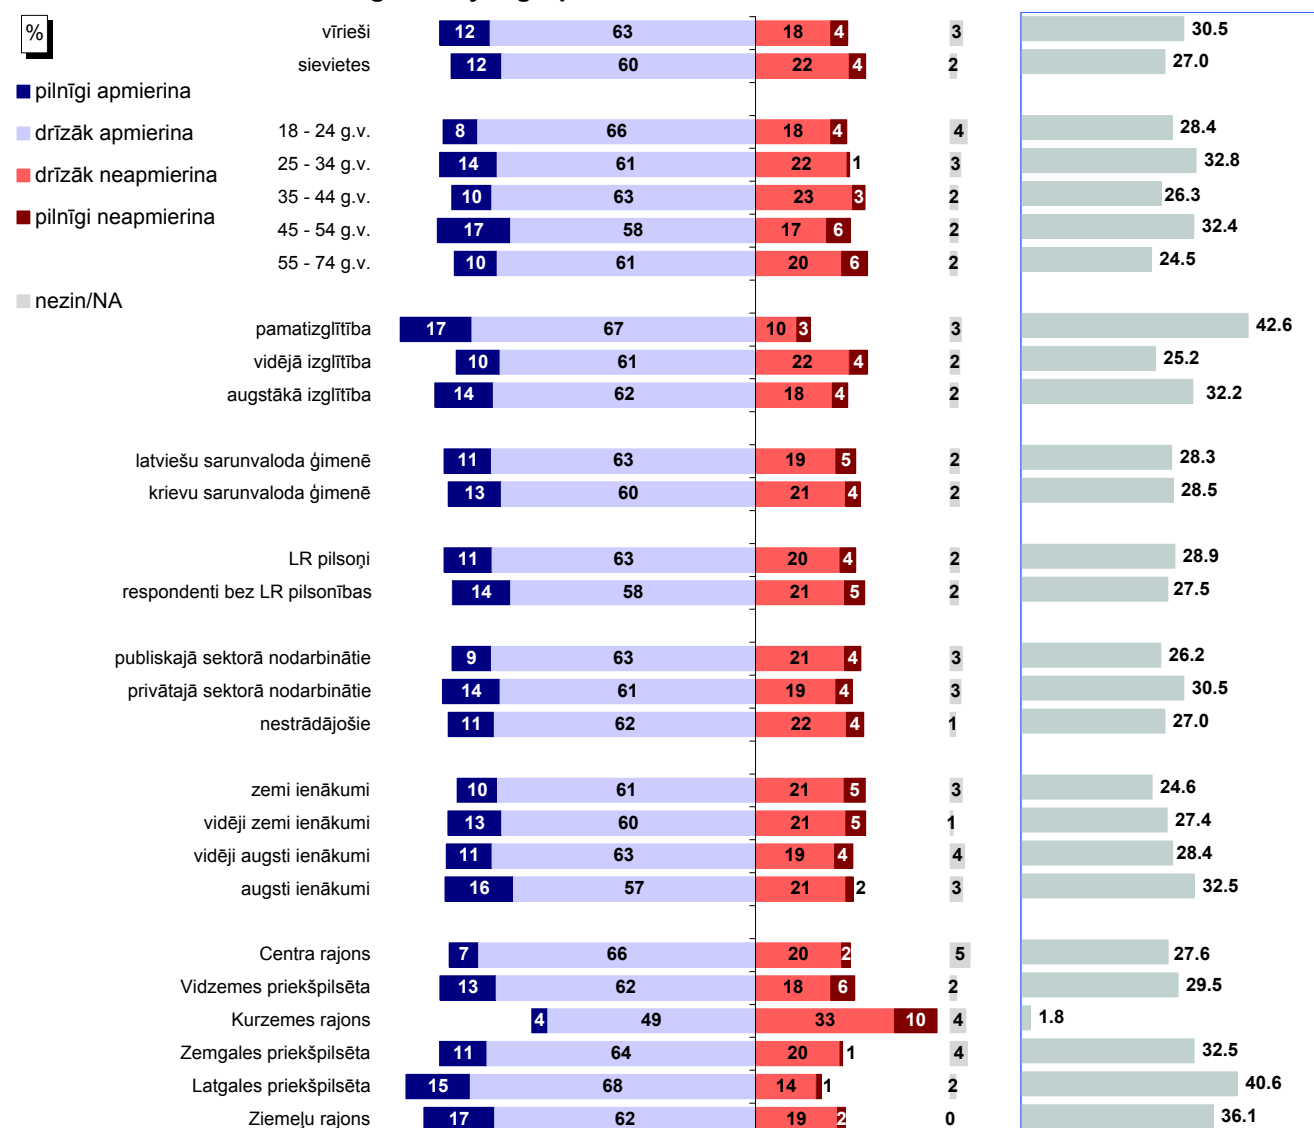 %
pilnīgi apmierina
drīzāk apmierina
drīzāk neapmierina
pilnīgi neapmierina
nezin/NA
vīrieši 12 63 18 4 3 30.5
sievietes 12 60 22 4 2 27.0
18 - 24 g.v. 8 66 18 4 4 28.4
25 - 34 g.v. 14 61 22 1 3 32.8
35 - 44 g.v. 10 63 23 3 2 26.3
45 - 54 g.v. 17 58 17 6 2 32.4
55 - 74 g.v. 10 61 20 6 2 24.5
pamatizglītība 17 67 10 3 3 42.6
vidējā izglītība 10 61 22 4 2 25.2
augstākā izglītība 14 62 18 4 2 32.2
latviešu sarunvaloda ģimenē 11 63 19 5 2 28.3
krievu sarunvaloda ģimenē 13 60 21 4 2 28.5
LR pilsoņi 11 63 20 4 2 28.9
respondenti bez LR pilsonības 14 58 21 5 2 27.5
publiskajā sektorā nodarbinātie 9 63 21 4 3 26.2
privātajā sektorā nodarbinātie 14 61 19 4 3 30.5
nestrādājošie 11 62 22 4 1 27.0
zemi ienākumi 10 61 21 5 3 24.6
vidēji zemi ienākumi 13 60 21 5 1 27.4
vidēji augsti ienākumi 11 63 19 4 4 28.4
augsti ienākumi 16 57 21 2 3 32.5
Centra rajons 7 66 20 2 5 27.6
Vidzemes priekšpilsēta 13 62 18 6 2 29.5
Kurzemes rajons 4 49 33 10 4 1.8
Zemgales priekšpilsēta 11 64 20 1 4 32.5
Latgales priekšpilsēta 15 68 14 1 2 40.6
Ziemeļu rajons 17 62 19 2 0 36.1